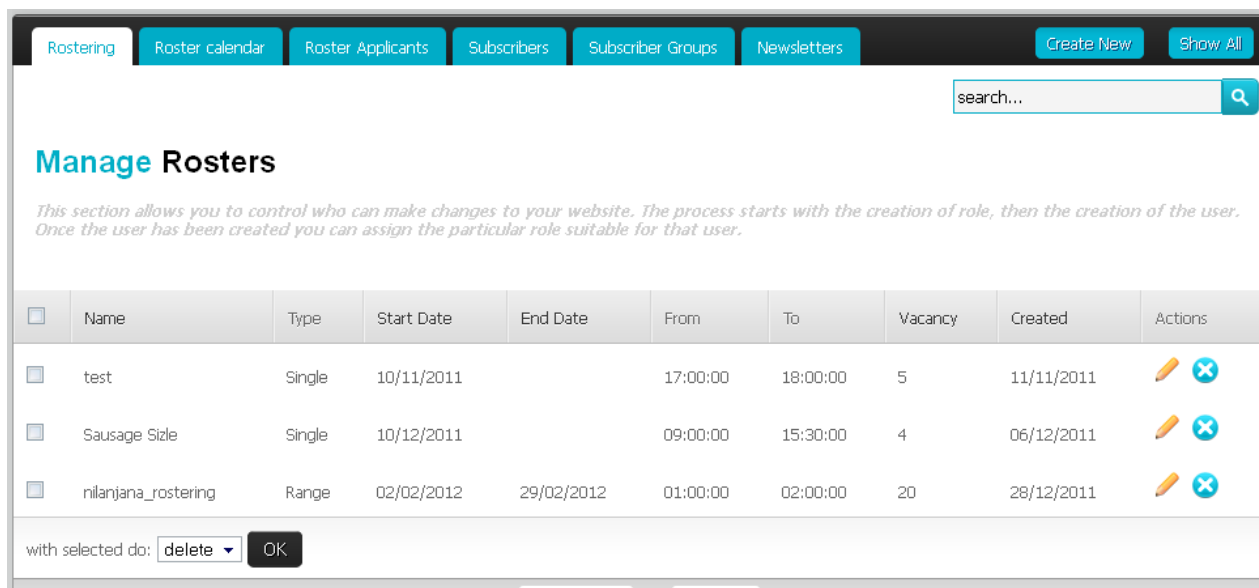 Rostering Roster calendar Roster Applicants Subscribers Subscriber Groups Newsletters Create New Show All
search...
Manage Rosters
This section allows you to control who can make changes to your website. The process starts with the creation of role, then the creation of the user.
Once the user has been created you can assign the particular role suitable for that user.
Name Type Start Date End Date From To Vacancy Created Actions
test Single 10/11/2011 17:00:00 18:00:00 5 11/11/2011
Sausage Sizle Single 10/12/2011 09:00:00 15:30:00 4 06/12/2011
nilanjana_rostering Range 02/02/2012 29/02/2012 01:00:00 02:00:00 20 28/12/2011
with selected do: delete OK